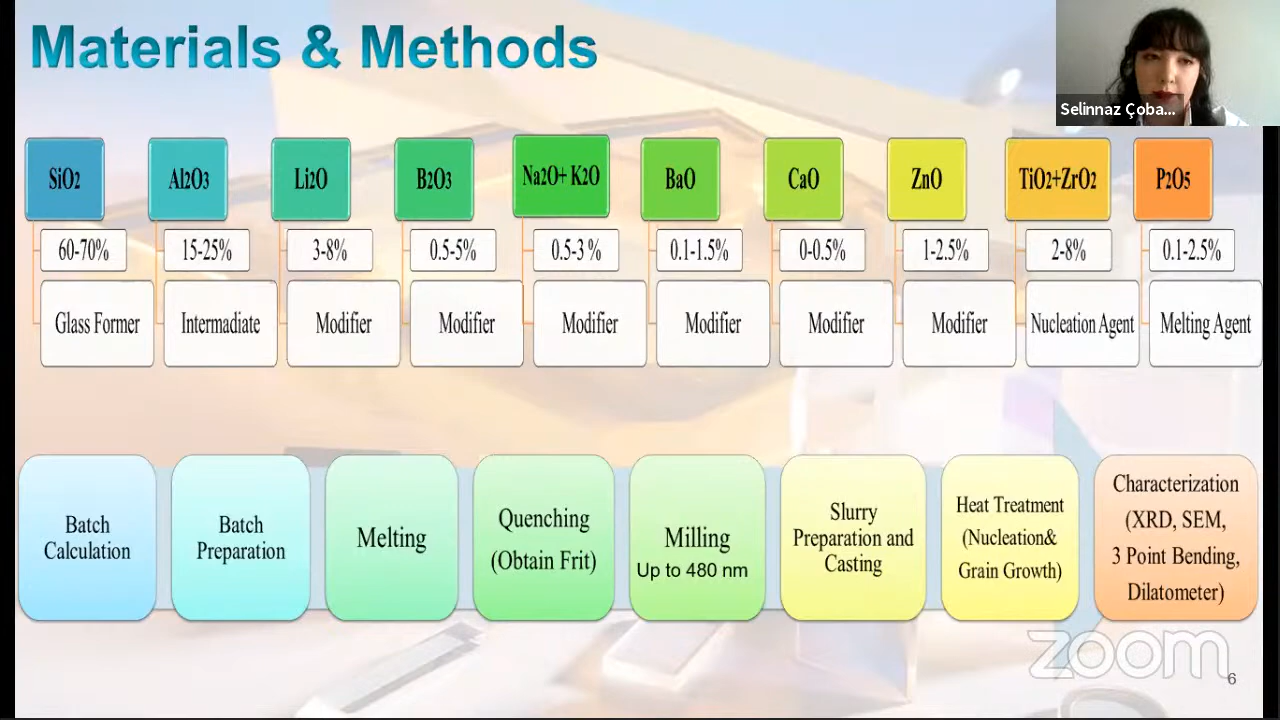 Materials & Methods
Selinnaz Çoba...
SiO2
Al2O3
Li2O
B2O3
Na2O+ K2O
BaO
CaO
ZnO
TiO2+ZrO2
P2O5
60-70%
15-25%
3-8%
0.5-5%
0.5-3 %
0.1-1.5%
0-0.5%
1-2.5%
2-8%
0.1-2.5%
Glass Former
Intermadiate
Modifier
Modifier
Modifier
Modifier
Modifier
Modifier
Nucleation Agent
Melting Agent
Batch
Calculation
Batch
Preparation
Melting
Quenching
(Obtain Frit)
Milling
Up to 480 nm
Slurry
Preparation and
Casting
Heat Treatment
(Nucleation&
Grain Growth)
Characterization
(XRD, SEM,
3 Point Bending,
Dilatometer)
zoom
6